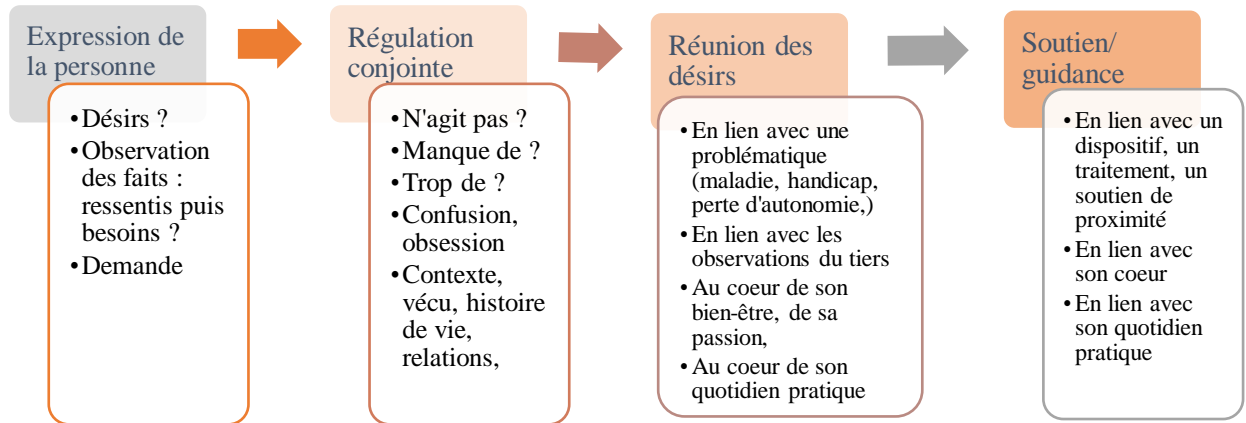 Expression de
la personne
•Désirs ?
•Observation
des faits :
ressentis puis
besoins ?
•Demande
Régulation
conjointe
•N'agit pas ?
•Manque de ?
•Trop de ?
•Confusion,
obsession
•Contexte,
vécu, histoire
de vie,
relations,
Réunion des
désirs
•En lien avec une
problématique
(maladie, handicap,
perte d'autonomie,)
•En lien avec les
observations du tiers
•Au coeur de son
bien-être, de sa
passion,
•Au coeur de son
quotidien pratique
Soutien/
guidance
•En lien avec un
dispositif, un
traitement, un
soutien de
proximité
•En lien avec
son coeur
•En lien avec
son quotidien
pratique